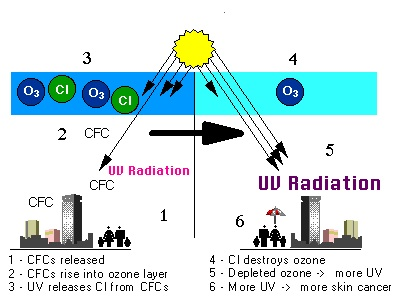 3
4
O3
Cl
O3
Cl
O3
2
CFC
UV Radiation
5
CFC
UV Radiation
CFC
1
6
1 - CFCs released
2 - CFCs rise into ozone layer
3 - UV releases Cl from CFCs
4 - Cl destroys ozone
5 - Depleted ozone -> more UV
6 - More UV -> more skin cancer